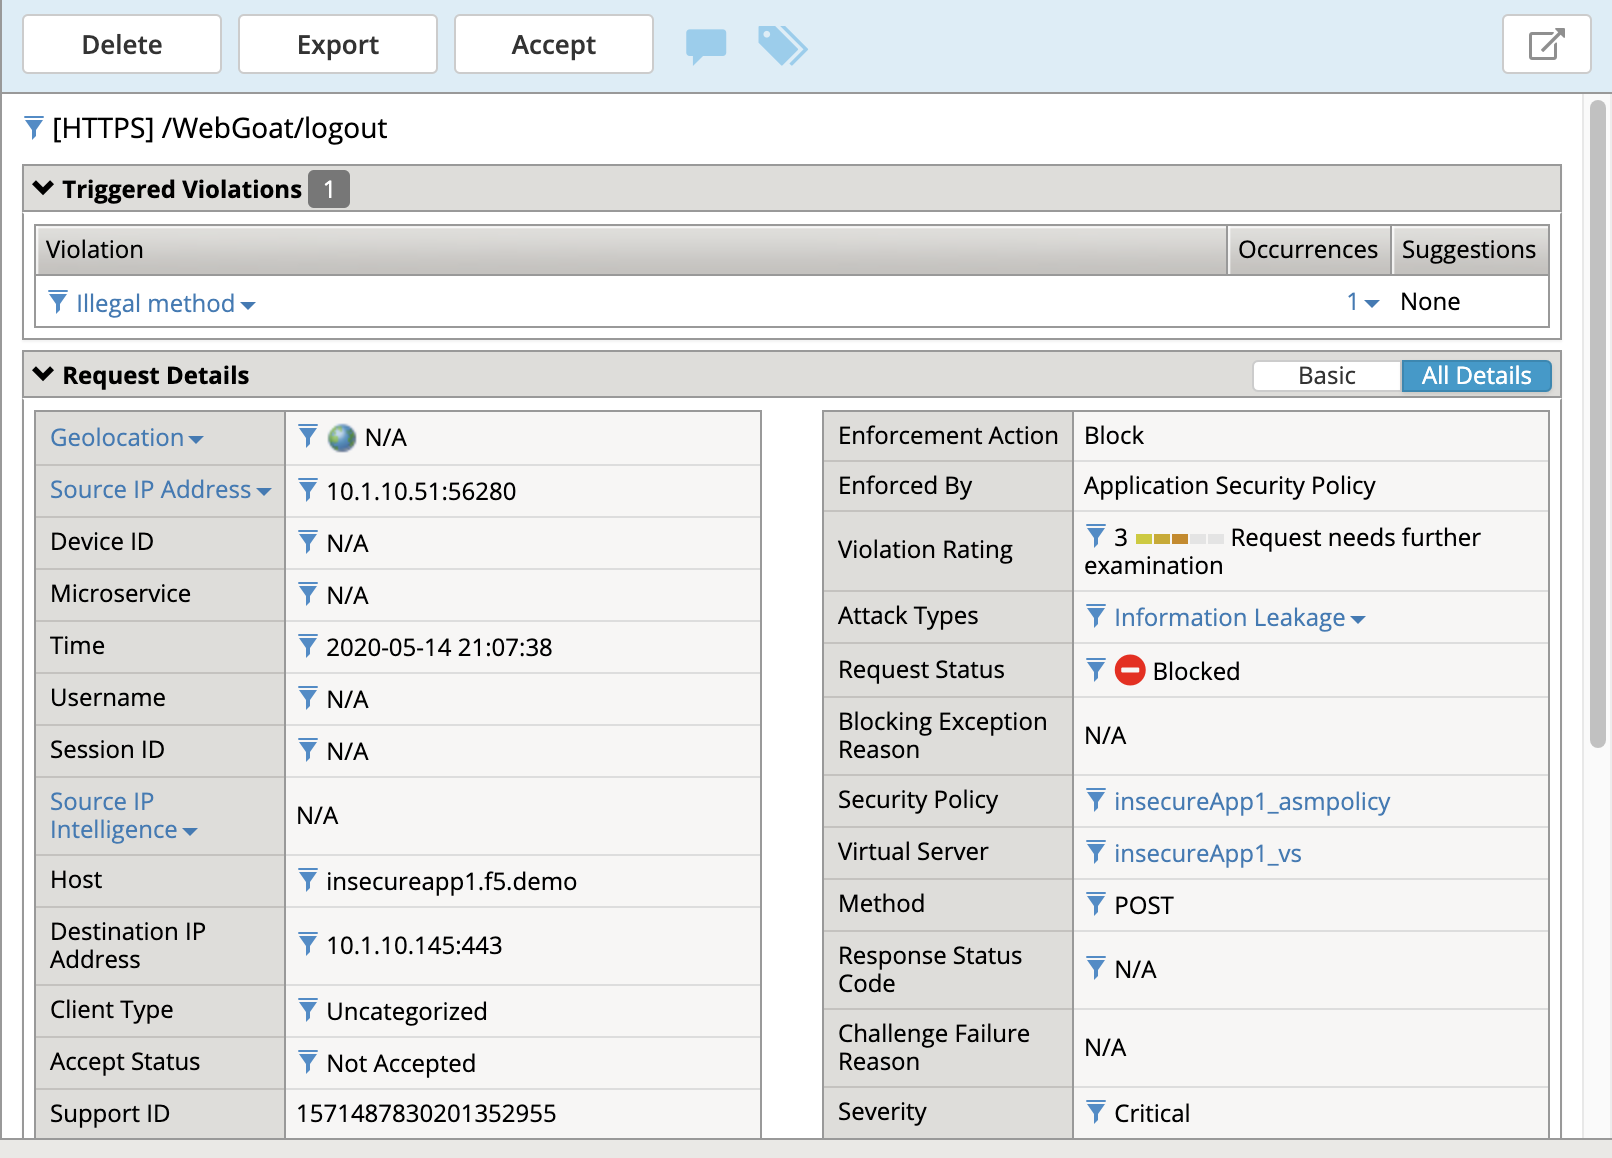 Delete Export Accept
[HTTPS] /WebGoat/logout
Triggered Violations 1
Violation Occurrences Suggestions
Illegal method 1 None
Request Details Basic All Details
Geolocation N/A
Source IP Address 10.1.10.51:56280
Device ID N/A
Microservice N/A
Time 2020-05-14 21:07:38
Username N/A
Session ID N/A
Source IP
Intelligence N/A
Host insecureapp1.f5.demo
Destination IP
Address 10.1.10.145:443
Client Type Uncategorized
Accept Status Not Accepted
Support ID 1571487830201352955
Enforcement Action Block
Enforced By Application Security Policy
Violation Rating 3 Request needs further
examination
Attack Types Information Leakage
Request Status Blocked
Blocking Exception
Reason N/A
Security Policy insecureApp1_asmpolicy
Virtual Server insecureApp1_vs
Method POST
Response Status
Code N/A
Challenge Failure
Reason N/A
Severity Critical